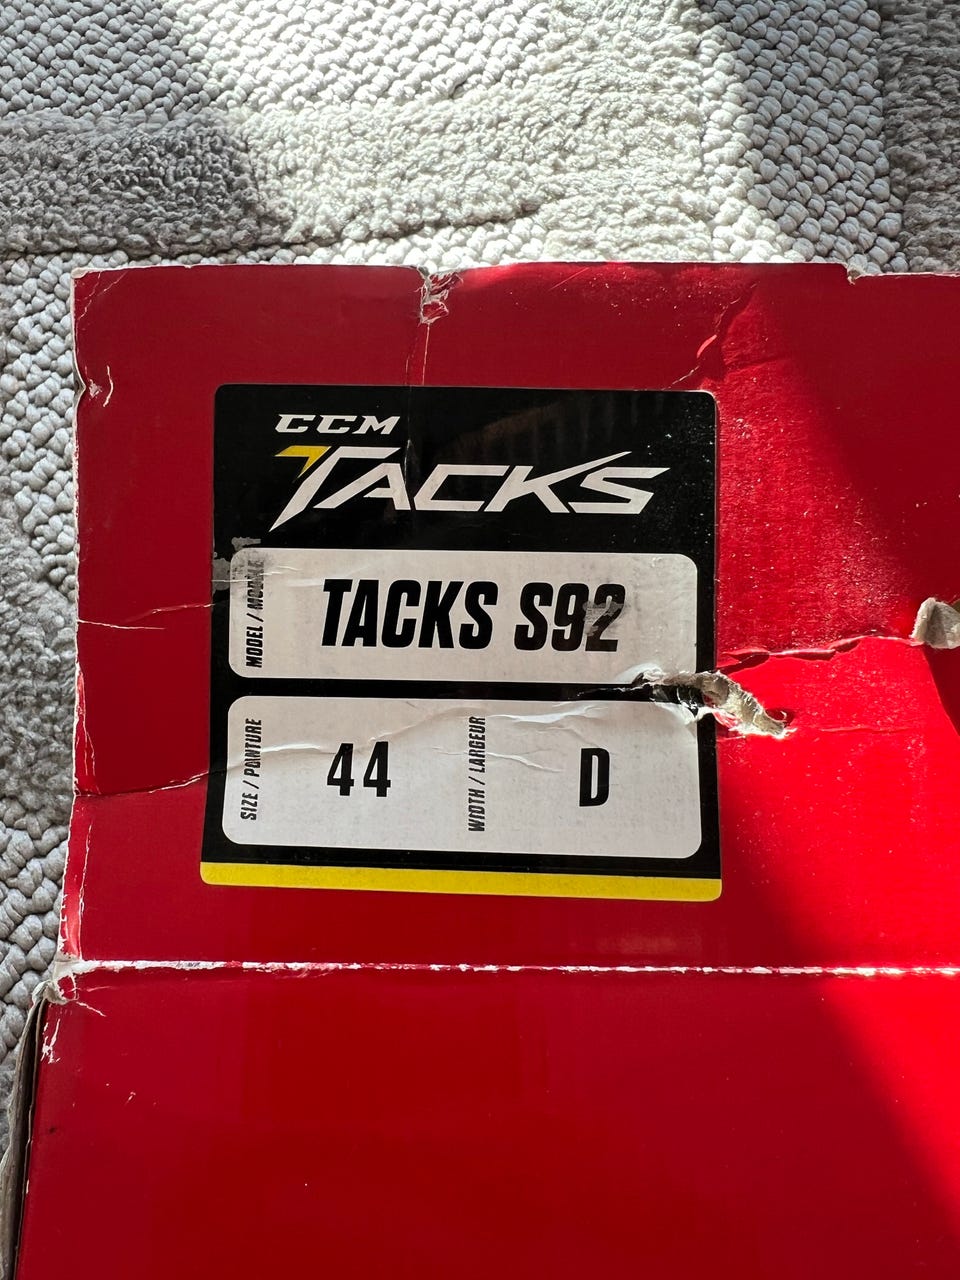 CCM
TACKS
MODEL / MODÈLE
TACKS S92
SIZE / POINTURE
44
WIDTH / LARGEUR
D